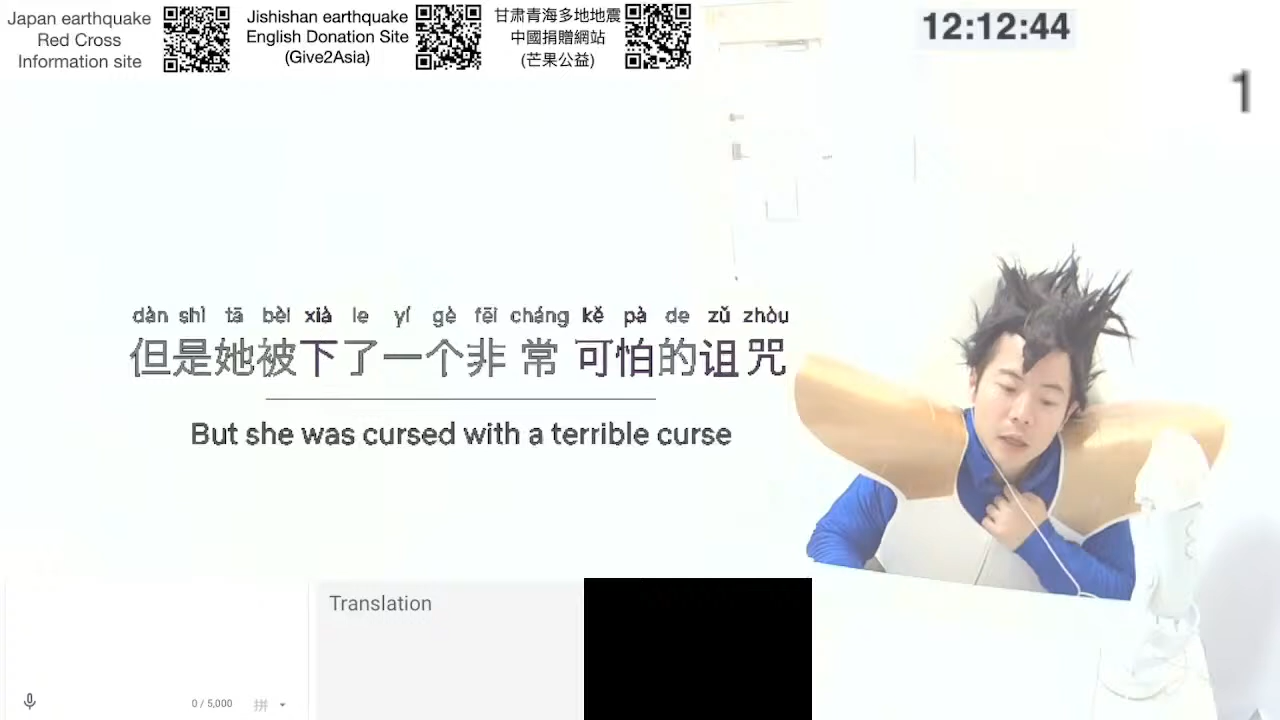 Japan earthquake
Red Cross
Information site
Jishishan earthquake
English Donation Site
(Give2Asia)
甘肅青海多地地震
中國捐贈網站
(芒果公益)
12:12:44
1
dàn shì tā bèi xià le yí gè fēi cháng kě pà de zǔ zhòu
但是她被下了一个非常可怕的诅咒
But she was cursed with a terrible curse
Translation
0 / 5,000
拼